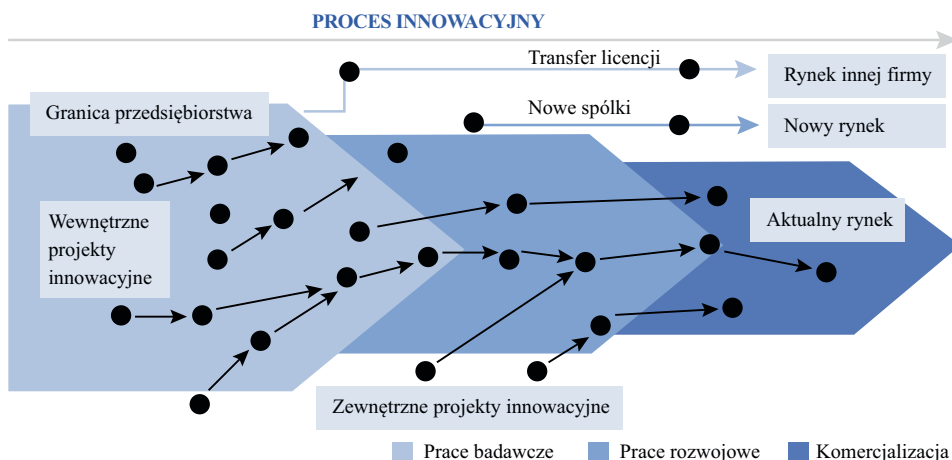 PROCES INNOWACYJNY
Transfer licencji
Rynek innej firmy
Granica przedsiębiorstwa
Nowe spólki
Nowy rynek
Wewnętrzne
projekty
innowacyjne
Aktualny rynek
Zewnętrzne projekty innowacyjne
Prace badawcze
Prace rozwojowe
Komercjalizacja